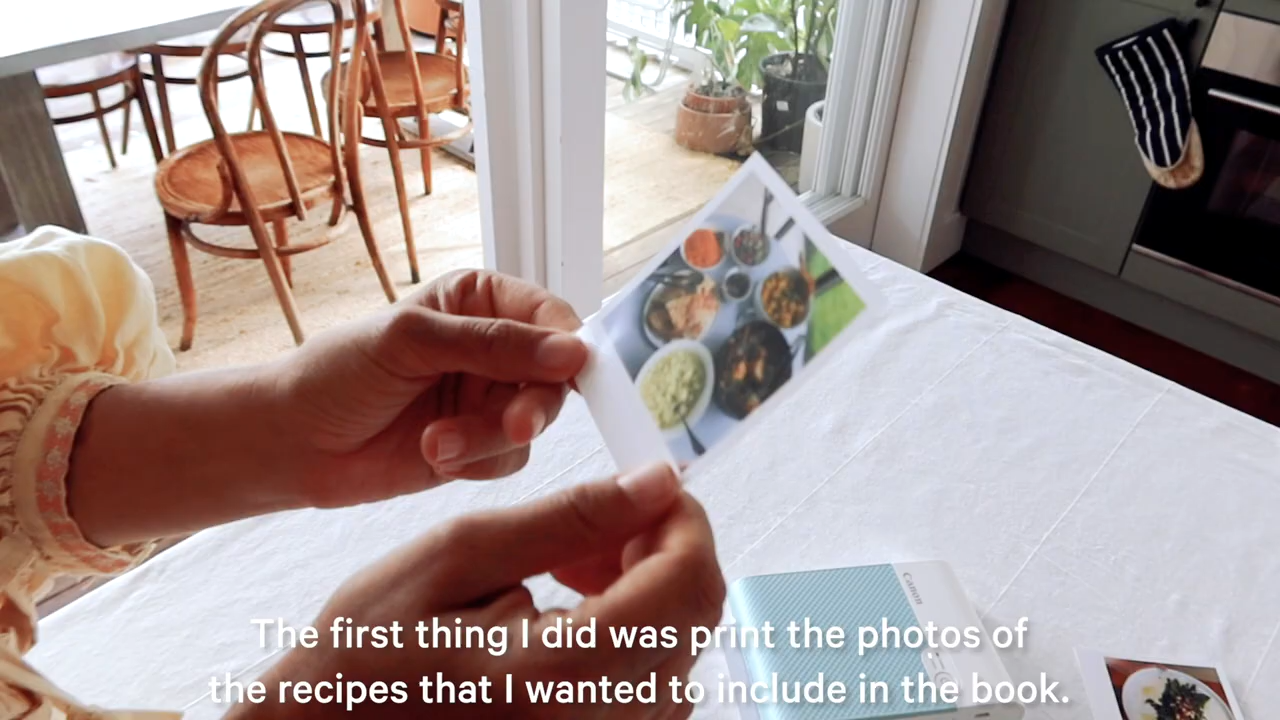 Canon
The first thing I did was print the photos of
the recipes that I wanted to include in the book.